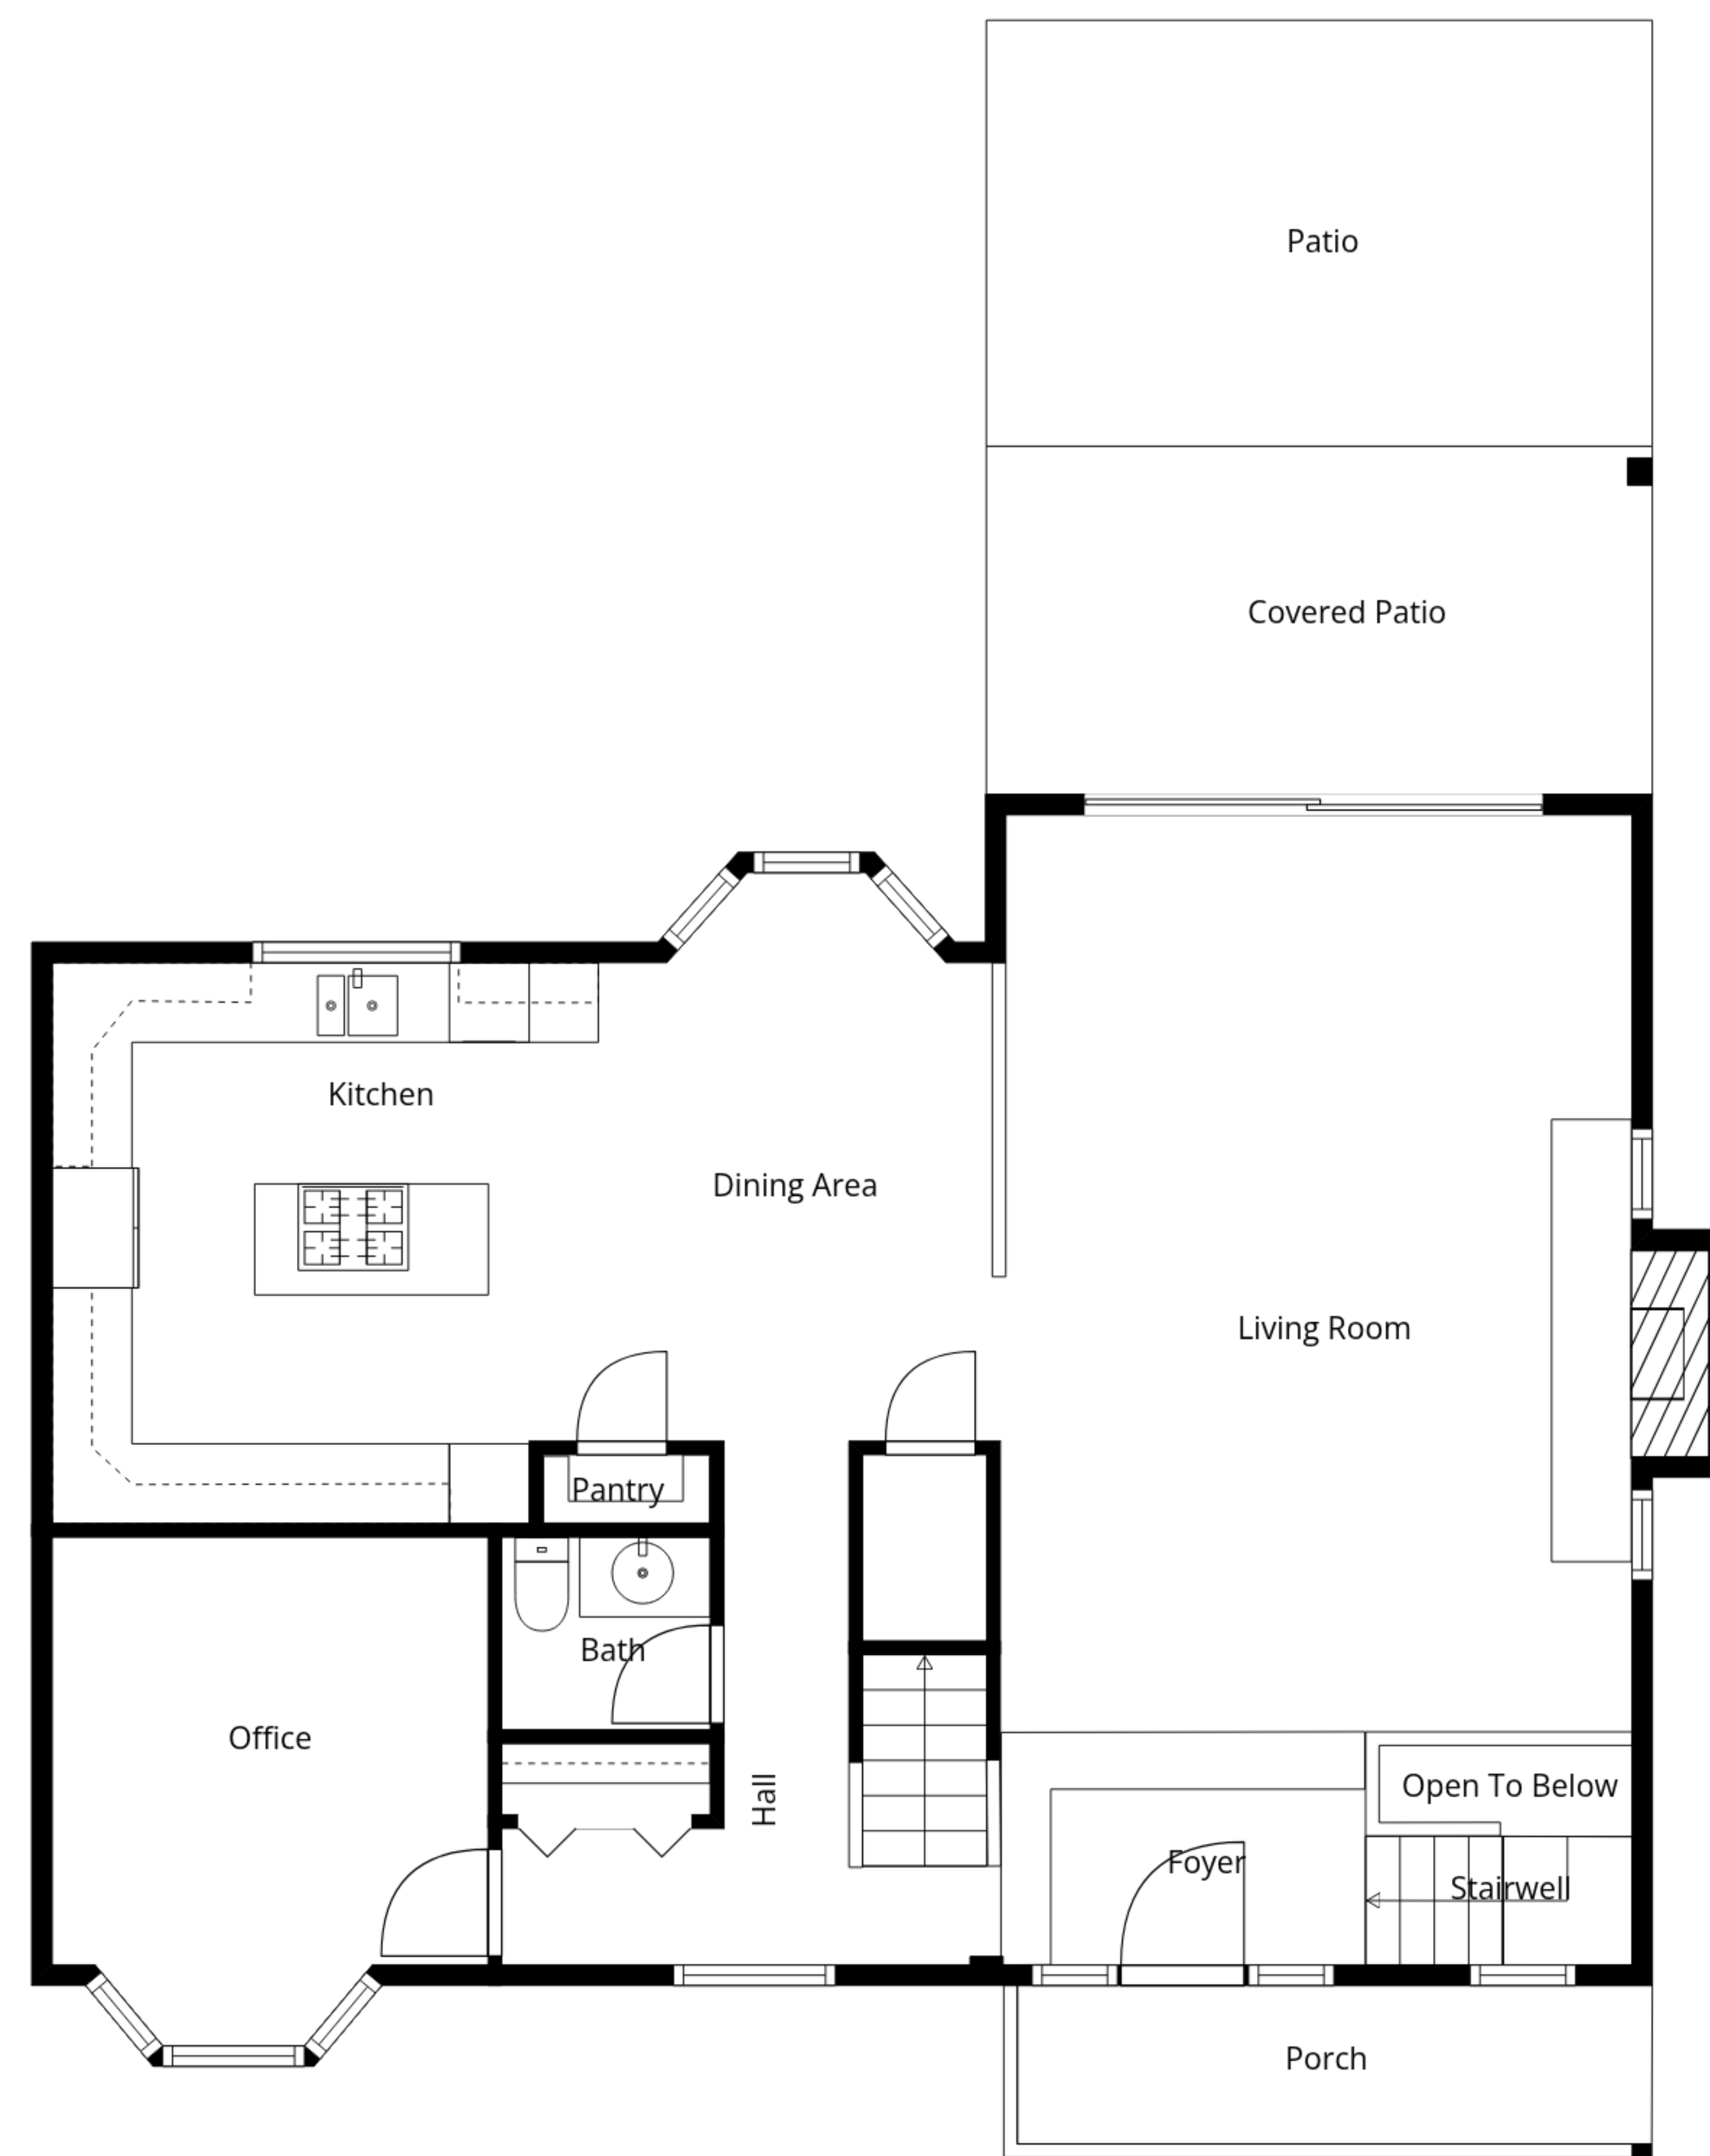 Patio
Covered Patio
Kitchen
Dining Area
Living Room
Pantry
Bath
Office
Hall
Open To Below
Foyer
Stairwell
Porch